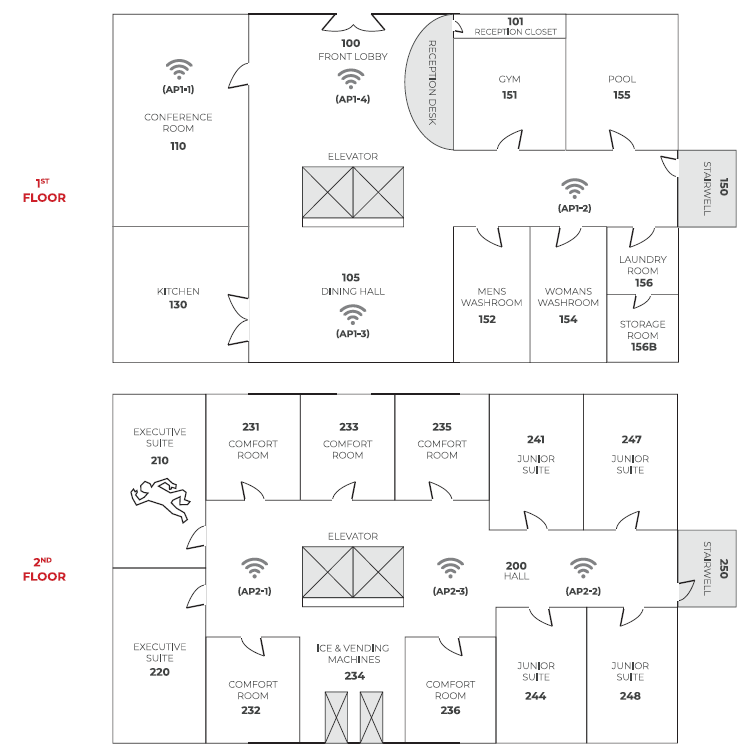 1ST
FLOOR
(AP1-1)
CONFERENCE
ROOM
110
100
FRONT LOBBY
(AP1-4)
RECEPTION DESK
101
RECEPTION CLOSET
GYM
151
POOL
155
ELEVATOR
(AP1-2)
STAIRWELL
150
KITCHEN
130
105
DINING HALL
(AP1-3)
MENS
WASHROOM
152
WOMANS
WASHROOM
154
LAUNDRY
ROOM
156
STORAGE
ROOM
156B
2ND
FLOOR
EXECUTIVE
SUITE
210
231
COMFORT
ROOM
233
COMFORT
ROOM
235
COMFORT
ROOM
241
JUNIOR
SUITE
247
JUNIOR
SUITE
ELEVATOR
(AP2-1)
(AP2-3)
200
HALL
(AP2-2)
STAIRWELL
250
EXECUTIVE
SUITE
220
COMFORT
ROOM
232
ICE & VENDING
MACHINES
234
COMFORT
ROOM
236
JUNIOR
SUITE
244
JUNIOR
SUITE
248